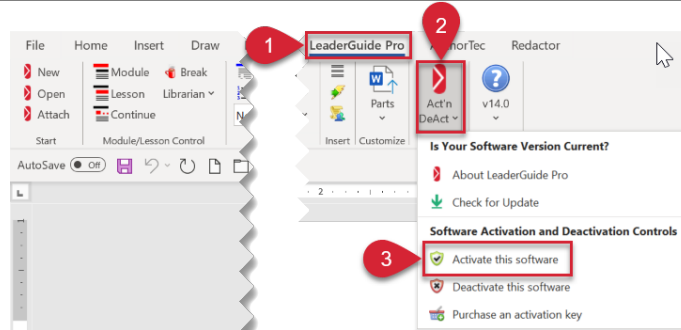 2
1
File Home Insert Draw LeaderGuide Pro horTec Redactor
New Module Break
Open Lesson Librarian Parts Act'n v14.0
Attach Continue N DeAct
Start Module/Lesson Control Insert Customize
Is Your Software Version Current?
AutoSave Off About LeaderGuide Pro
L 2 Check for Update
1 Software Activation and Deactivation Controls
3 Activate this software
Deactivate this software
Purchase an activation key